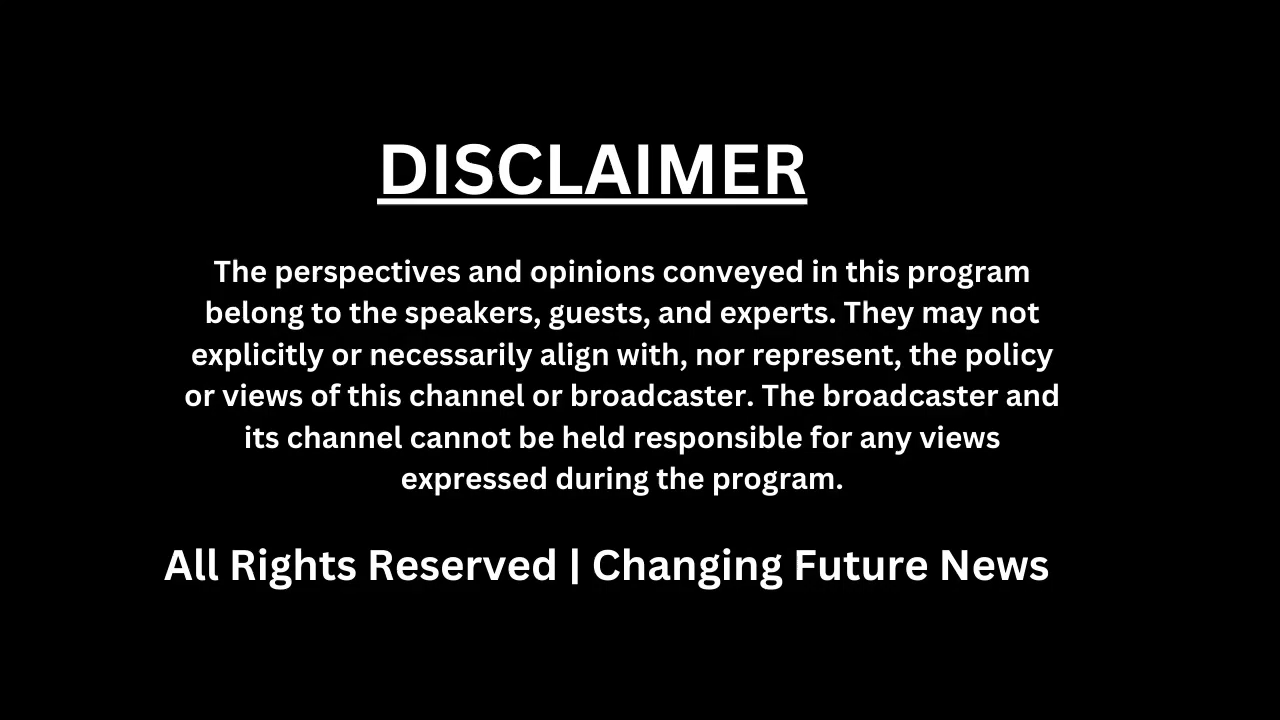 DISCLAIMER
The perspectives and opinions conveyed in this program
belong to the speakers, guests, and experts. They may not
explicitly or necessarily align with, nor represent, the policy
or views of this channel or broadcaster. The broadcaster and
its channel cannot be held responsible for any views
expressed during the program.
All Rights Reserved | Changing Future News